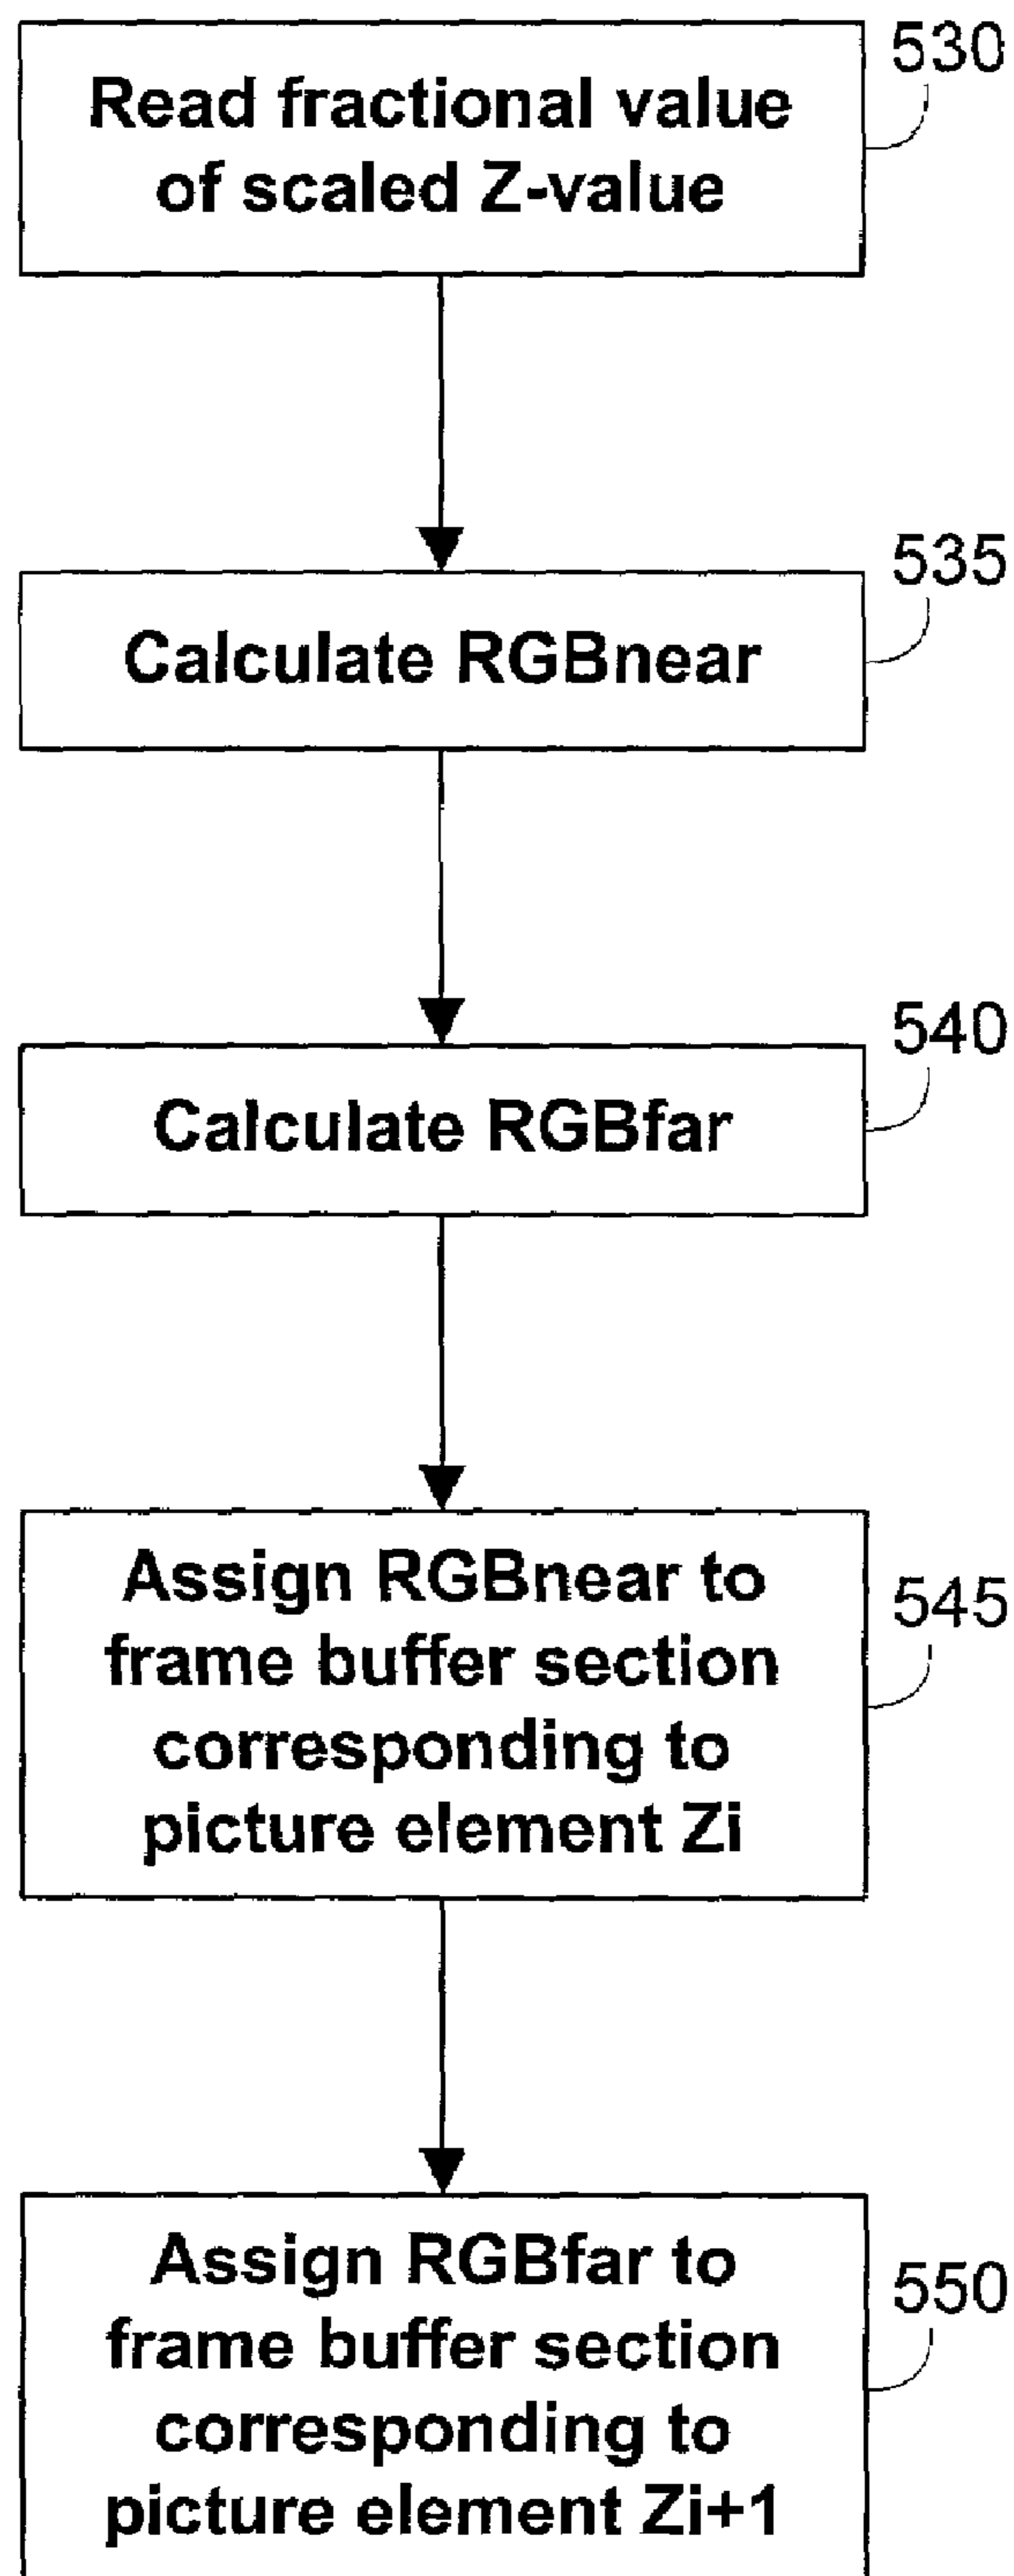 530
Read fractional value
of scaled Z-value
535
Calculate RGBnear
540
Calculate RGBfar
Assign RGBnear to
545
frame buffer section
corresponding to
picture element Zi
Assign RGBfar to
550
frame buffer section
corresponding to
picture element Zi+1